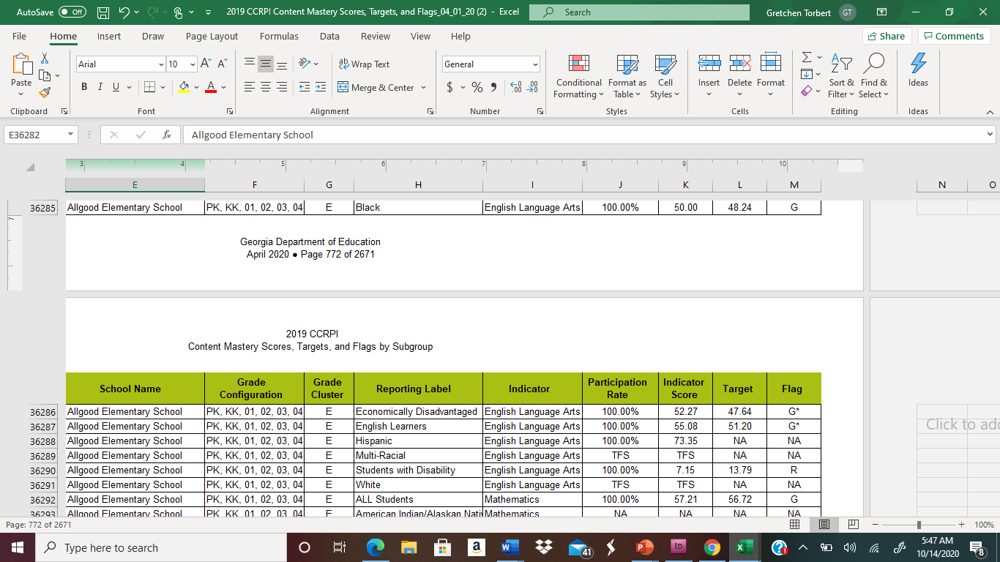 AutoSave Off 2019 CCRPI Content Mastery Scores, Targets, and Flags_04_01_20 (2) - Excel Search Gretchen Torbert GT
File Home Insert Draw Page Layout Formulas Data Review View Help Share Comments
Arial 10 ab Wrap Text General
Paste B I U A Merge & Center $ % Conditional Formatting Format as Table Cell Styles Insert Delete Format Sort & Filter Find & Select Ideas
Clipboard Font Alignment Number Styles Cells Editing Ideas
E36282 fx Allgood Elementary School
3 4 5 6 7 8 9 10
E F G H I J K L M N O
36285 Allgood Elementary School PK, KK, 01, 02, 03, 04 E Black English Language Arts 100.00% 50.00 48.24 G
7
Georgia Department of Education
April 2020 ● Page 772 of 2671
2019 CCRPI
Content Mastery Scores, Targets, and Flags by Subgroup
School Name Grade Configuration Grade Cluster Reporting Label Indicator Participation Rate Indicator Score Target Flag
36286 Allgood Elementary School PK, KK, 01, 02, 03, 04 E Economically Disadvantaged English Language Arts 100.00% 52.27 47.64 G*
36287 Allgood Elementary School PK, KK, 01, 02, 03, 04 E English Learners English Language Arts 100.00% 55.08 51.20 G*
Click to add
36288 Allgood Elementary School PK, KK, 01, 02, 03, 04 E Hispanic English Language Arts 100.00% 73.35 NA NA
36289 Allgood Elementary School PK, KK, 01, 02, 03, 04 E Multi-Racial English Language Arts TFS TFS NA NA
36290 Allgood Elementary School PK, KK, 01, 02, 03, 04 E Students with Disability English Language Arts 100.00% 7.15 13.79 R
36291 Allgood Elementary School PK, KK, 01, 02, 03, 04 E White English Language Arts TFS TFS NA NA
36292 Allgood Elementary School PK, KK, 01, 02, 03, 04 E ALL Students Mathematics 100.00% 57.21 56.72 G
36293 Allgood Elementary School PK, KK, 01, 02, 03, 04 E American Indian/Alaskan Nati Mathematics NA NA NA NA
Page: 772 of 2671 100%
Type here to search 41 5:47 AM
10/14/2020 8